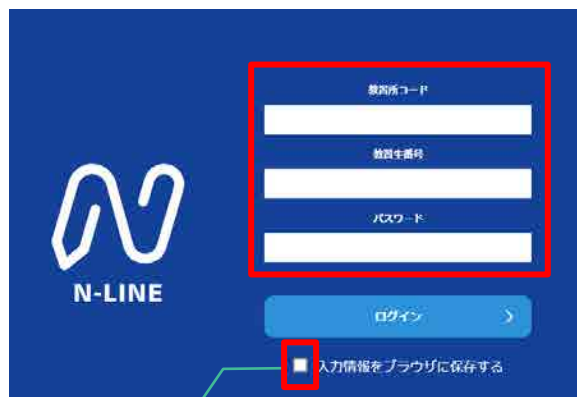 教習所コード
教習生番号
パスワード
N-LINE
ログイン
入力情報をブラウザに保存する